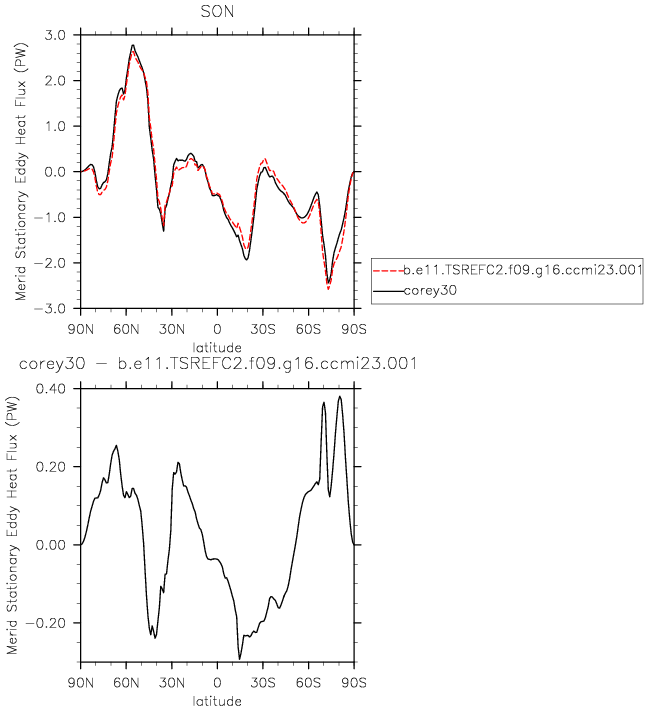 SON
Merid Stationary Eddy Heat Flux (PW)
3.0
2.0
1.0
0.0
−1.0
−2.0
−3.0
90N 60N 30N 0 30S 60S 90S
latitude
b.e11.TSREFC2.f09.g16.ccmi23.001
corey30
corey30 − b.e11.TSREFC2.f09.g16.ccmi23.001
Merid Stationary Eddy Heat Flux (PW)
0.40
0.20
0.00
−0.20
90N 60N 30N 0 30S 60S 90S
latitude